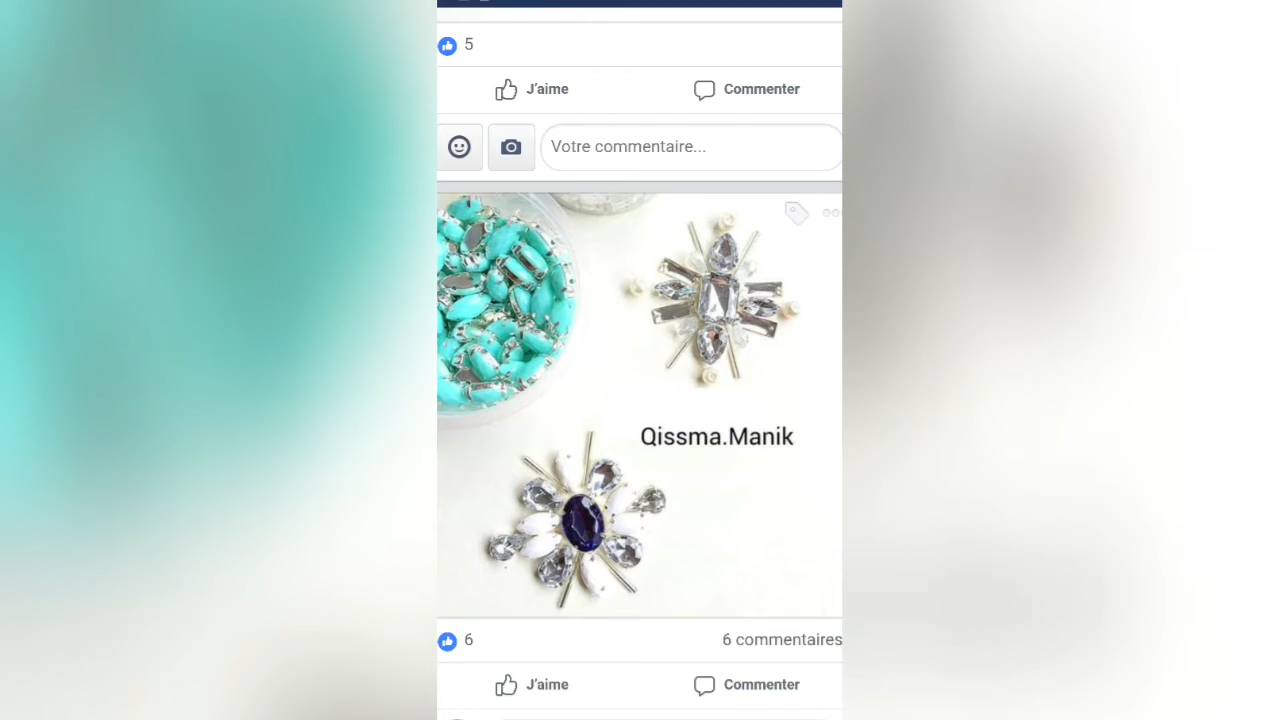 5
J'aime Commenter
Votre commentaire...
Qissma.Manik
6 6 commentaires
J'aime Commenter